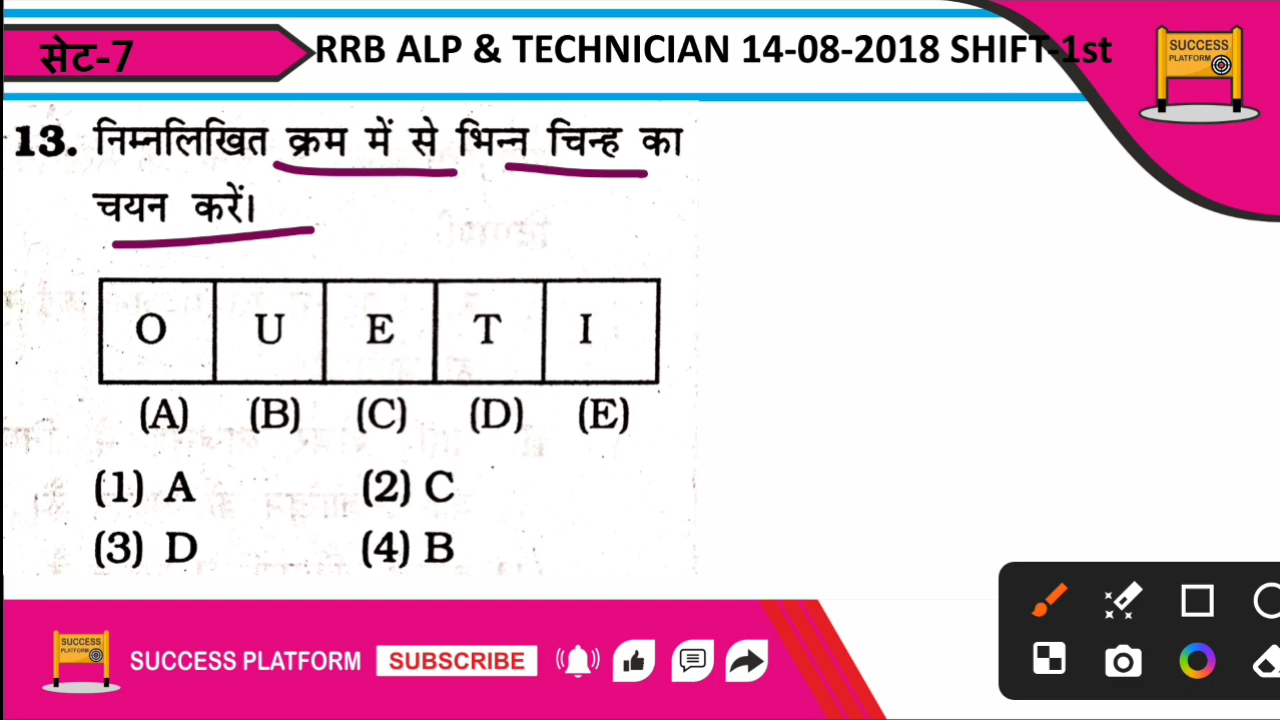 सेट-7
RRB ALP & TECHNICIAN 14-08-2018 SHIFT-1st
SUCCESS
PLATFORM
13. निम्नलिखित क्रम में से भिन्न चिन्ह का
चयन करें।
O U E T I
(A) (B) (C) (D) (E)
(1) A (2) C
(3) D (4) B
SUCCESS
PLATFORM
SUCCESS PLATFORM SUBSCRIBE